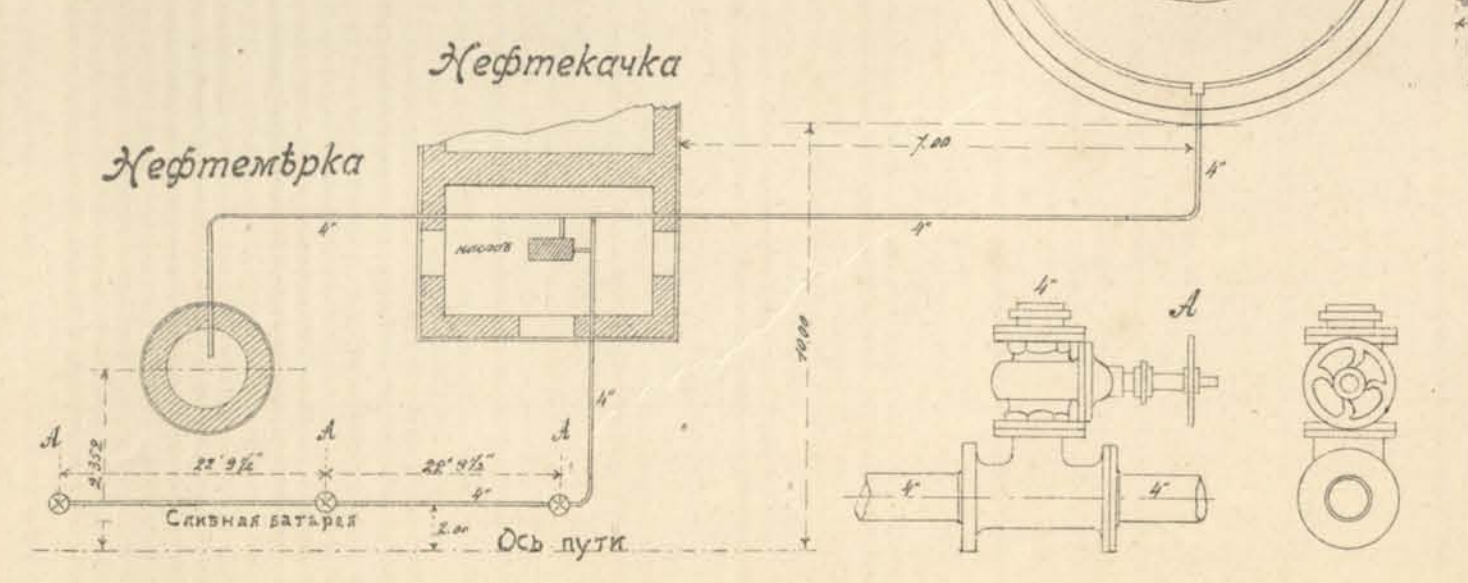 Нефтекачка
Нефтемѣрка
7.00
4"
4"
4"
насосъ
4"
A
10.00
4"
A
A
A
22' 9½"
22' 9½"
2.352
4"
4"
4"
Сливная батарея
2.00
Ось пути